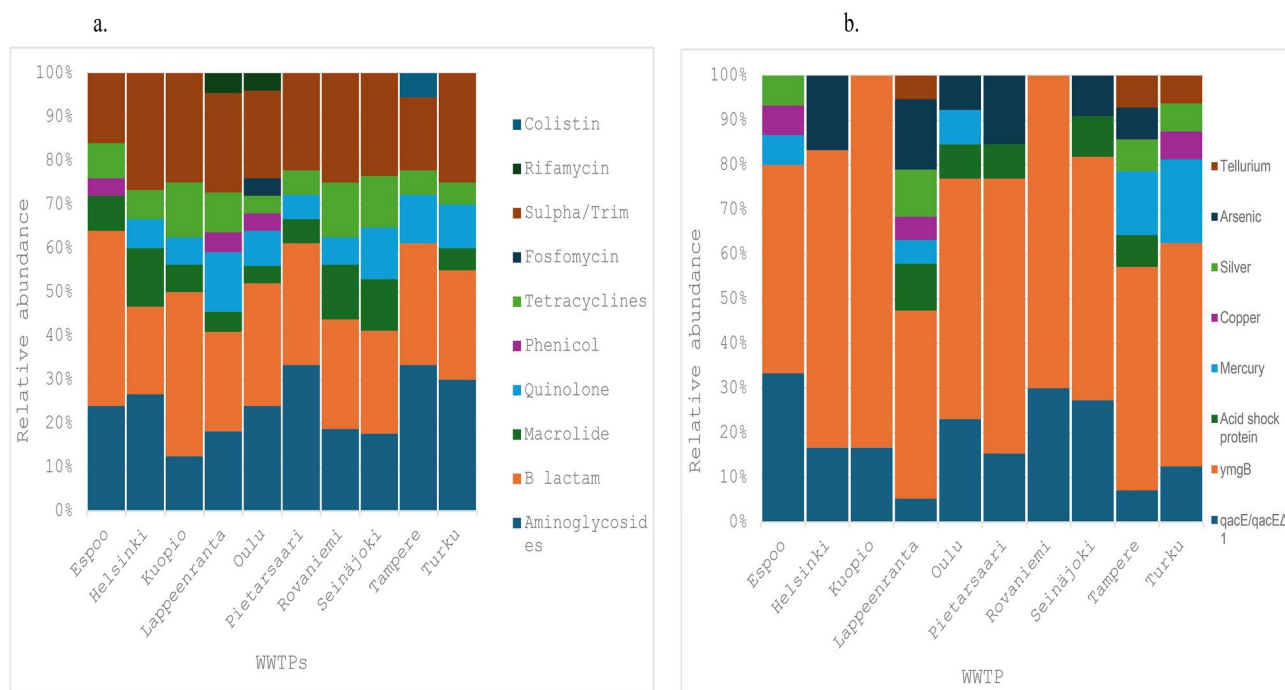 a.
100%
90%
80%
70%
60%
50%
40%
30%
20%
10%
0%
Relative abundance
Espoo
Helsinki
Kuopio
Lappeenranta
Oulu
Pietarsaari
Rovaniemi
Seinäjoki
Tampere
Turku
WWTPs
Colistin
Rifamycin
Sulpha/Trim
Fosfomycin
Tetracyclines
Phenicol
Quinolone
Macrolide
B lactam
Aminoglycosid
es
b.
100%
90%
80%
70%
60%
50%
40%
30%
20%
10%
0%
Relative abundance
Espoo
Helsinki
Kuopio
Lappeenranta
Oulu
Pietarsaari
Rovaniemi
Seinäjoki
Tampere
Turku
WWTP
Tellurium
Arsenic
Silver
Copper
Mercury
Acid shock
protein
ymgB
qacE/qacEΔ
1